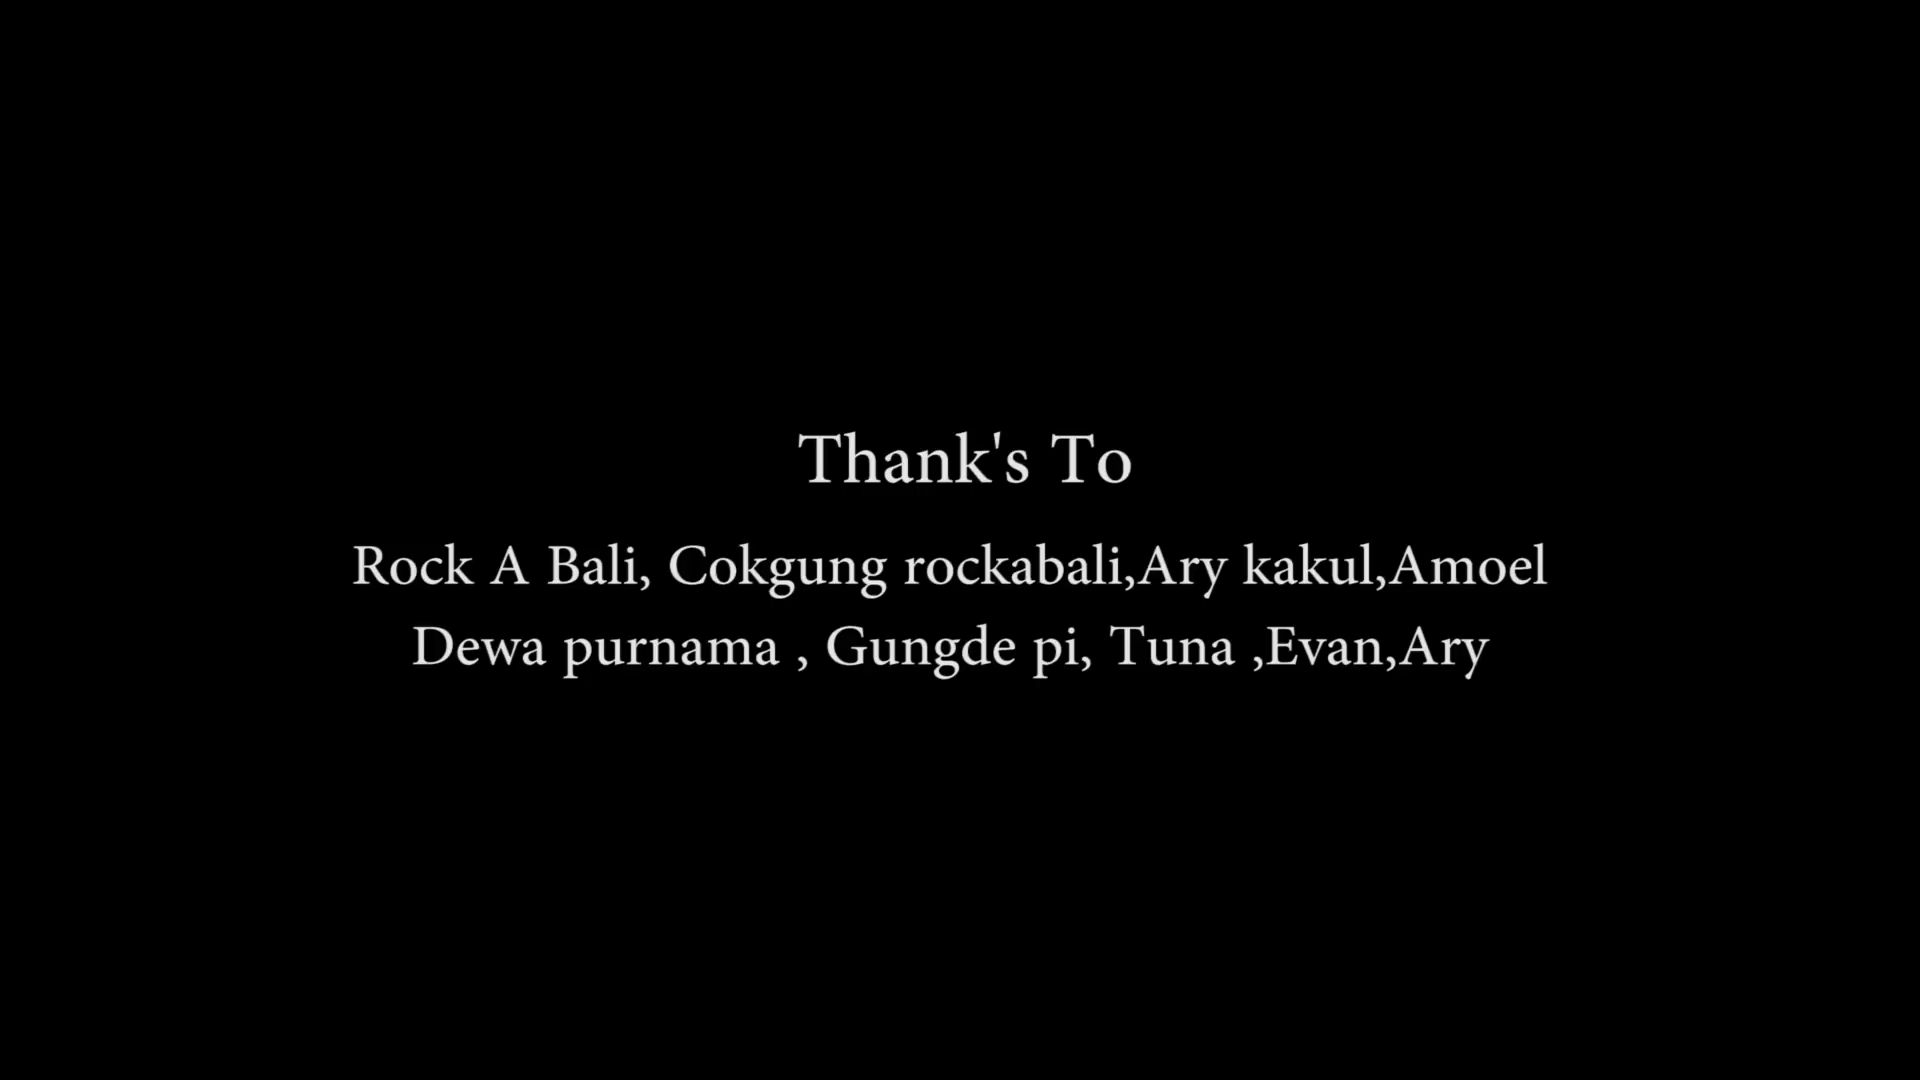 Thank's To
Rock A Bali, Cokgung rockabali,Ary kakul,Amoel
Dewa purnama , Gungde pi, Tuna ,Evan,Ary